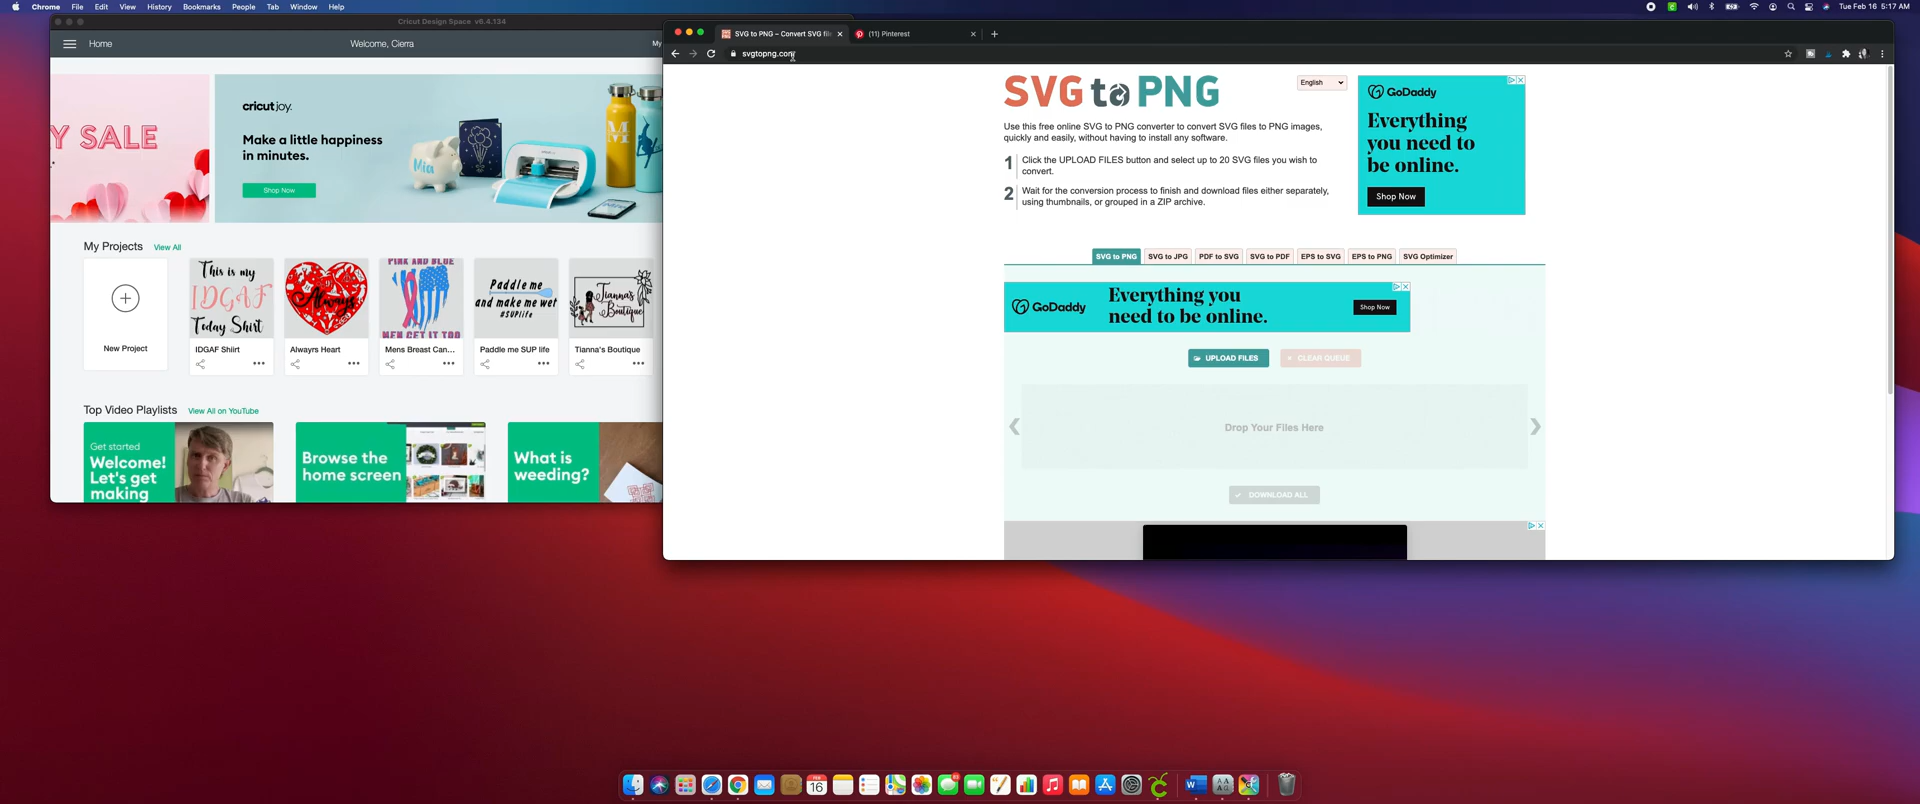 Chrome File Edit View History Bookmarks People Tab Window Help
Tue Feb 16 5:17 AM
Cricut Design Space v6.4.134
Home
Welcome, Cierra
My
Y SALE
cricut joy.
Make a little happiness
in minutes.
Shop Now
Mia
My Projects View All
New Project
This is my
IDGAF
Today Shirt
IDGAF Shiirt
Always
Alwayrs Heart
PINK AND BLUE
MEN GET IT TOO
Mens Breast Can...
Paddle me
and make me wet
#SUPlife
Paddle me SUP life
Tianna's
Boutique
Tianna's Boutique
Top Video Playlists View All on YouTube
Get started
Welcome!
Let's get
making
Browse the
home screen
What is
weeding?
SVG to PNG – Convert SVG fil
(11) Pinterest
svgtopng.com
SVG to PNG
English
Use this free online SVG to PNG converter to convert SVG files to PNG images,
quickly and easily, without having to install any software.
1 Click the UPLOAD FILES button and select up to 20 SVG files you wish to
convert.
2 Wait for the conversion process to finish and download files either separately,
using thumbnails, or grouped in a ZIP archive.
GoDaddy
Everything
you need to
be online.
Shop Now
SVG to PNG SVG to JPG PDF to SVG SVG to PDF EPS to SVG EPS to PNG SVG Optimizer
GoDaddy
Everything you
need to be online.
Shop Now
UPLOAD FILES
CLEAR QUEUE
Drop Your Files Here
DOWNLOAD ALL
FEB
16